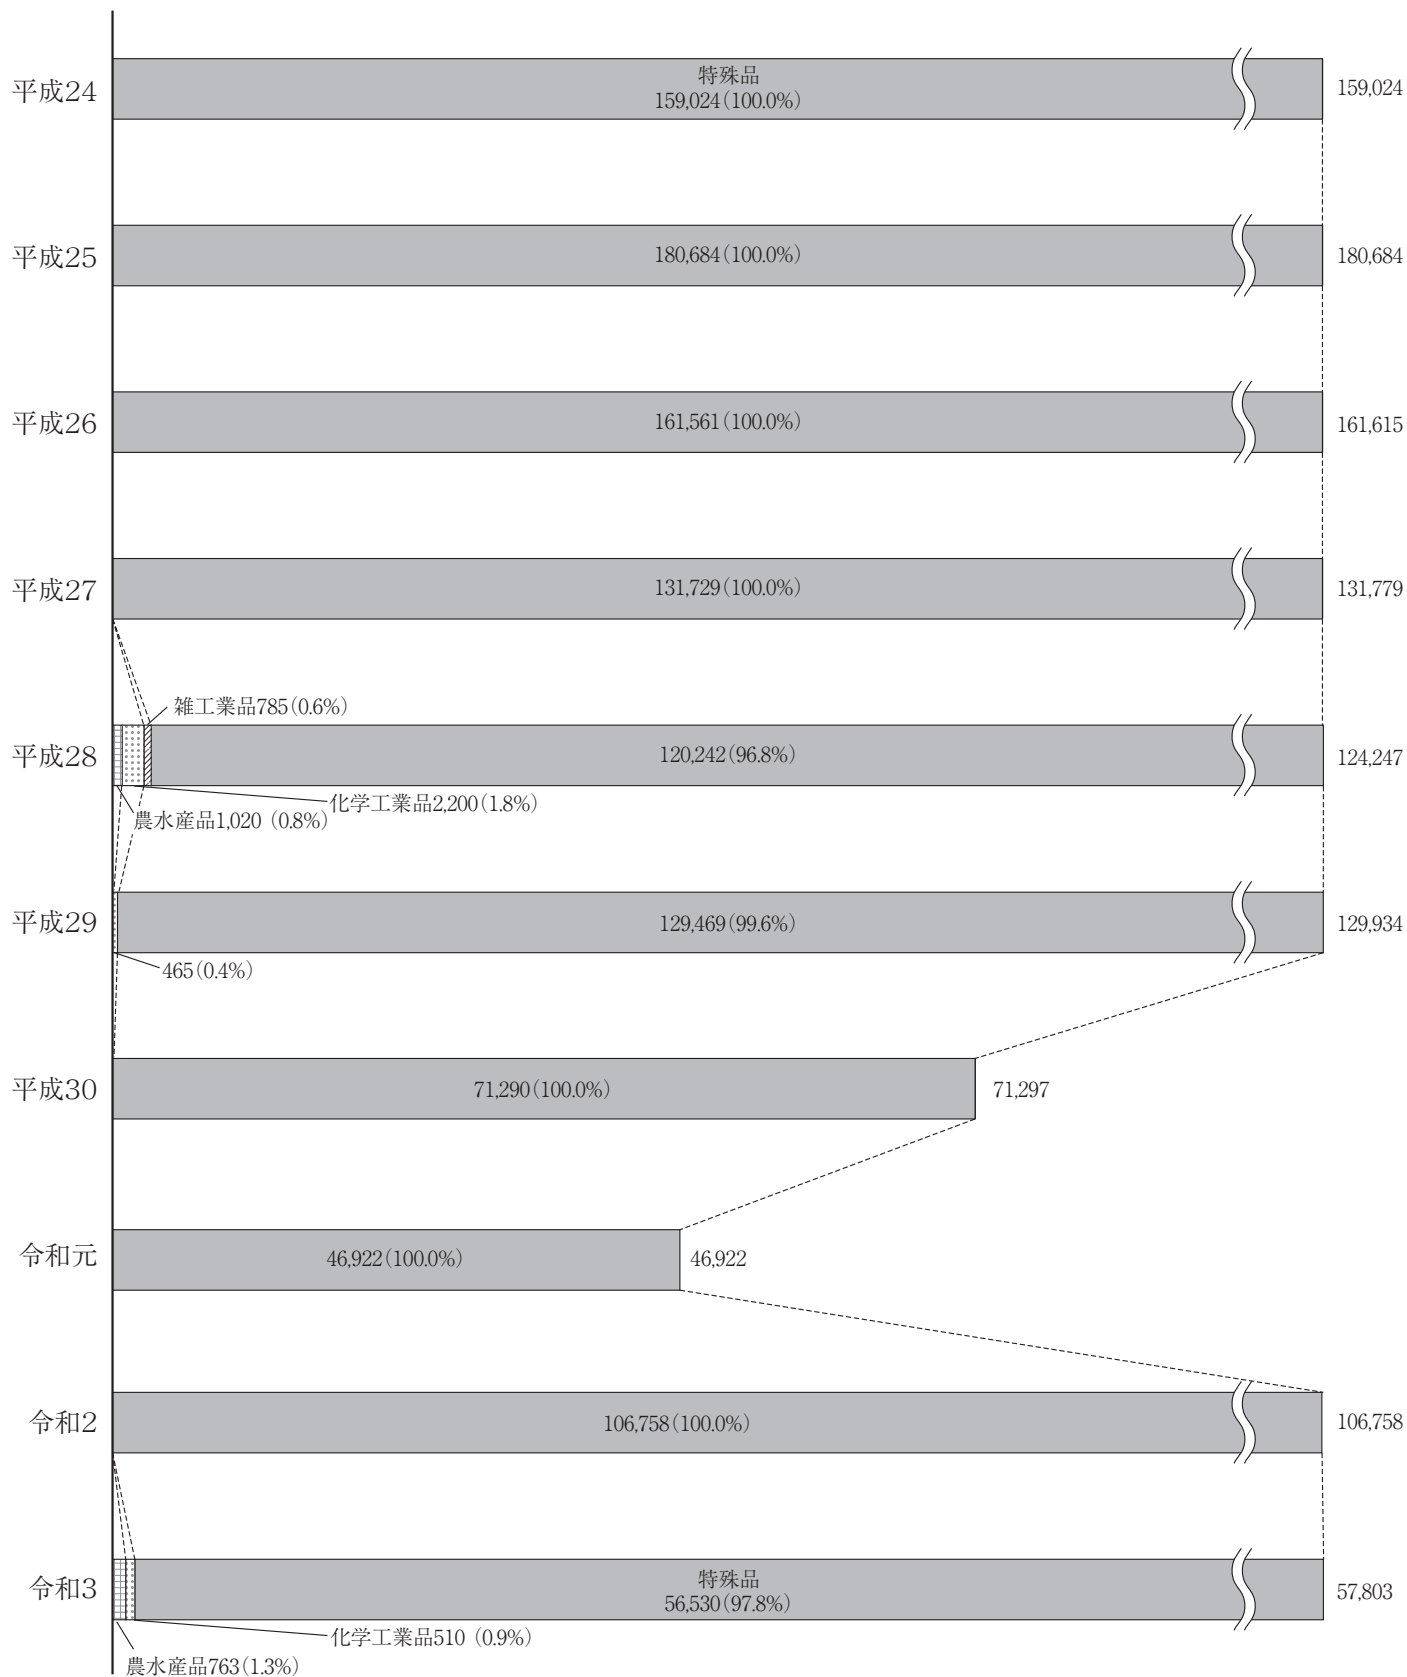 平成24
特殊品
159,024(100.0%)
159,024
平成25
180,684(100.0%)
180,684
平成26
161,561(100.0%)
161,615
平成27
131,729(100.0%)
131,779
雑工業品785(0.6%)
平成28
120,242(96.8%)
124,247
化学工業品2,200(1.8%)
農水産品1,020 (0.8%)
平成29
129,469(99.6%)
129,934
465(0.4%)
平成30
71,290(100.0%)
71,297
令和元
46,922(100.0%)
46,922
令和2
106,758(100.0%)
106,758
令和3
特殊品
56,530(97.8%)
57,803
化学工業品510 (0.9%)
農水産品763(1.3%)